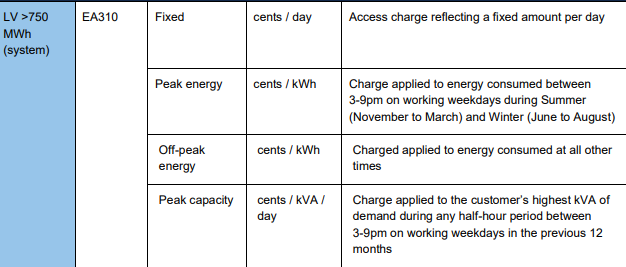 LV >750
MWh
(system)
EA310
Fixed
cents / day
Access charge reflecting a fixed amount per day
Peak energy
cents / kWh
Charge applied to energy consumed between
3-9pm on working weekdays during Summer
(November to March) and Winter (June to August)
Off-peak
energy
cents / kWh
Charged applied to energy consumed at all other
times
Peak capacity
cents / kVA /
day
Charge applied to the customer's highest kVA of
demand during any half-hour period between
3-9pm on working weekdays in the previous 12
months